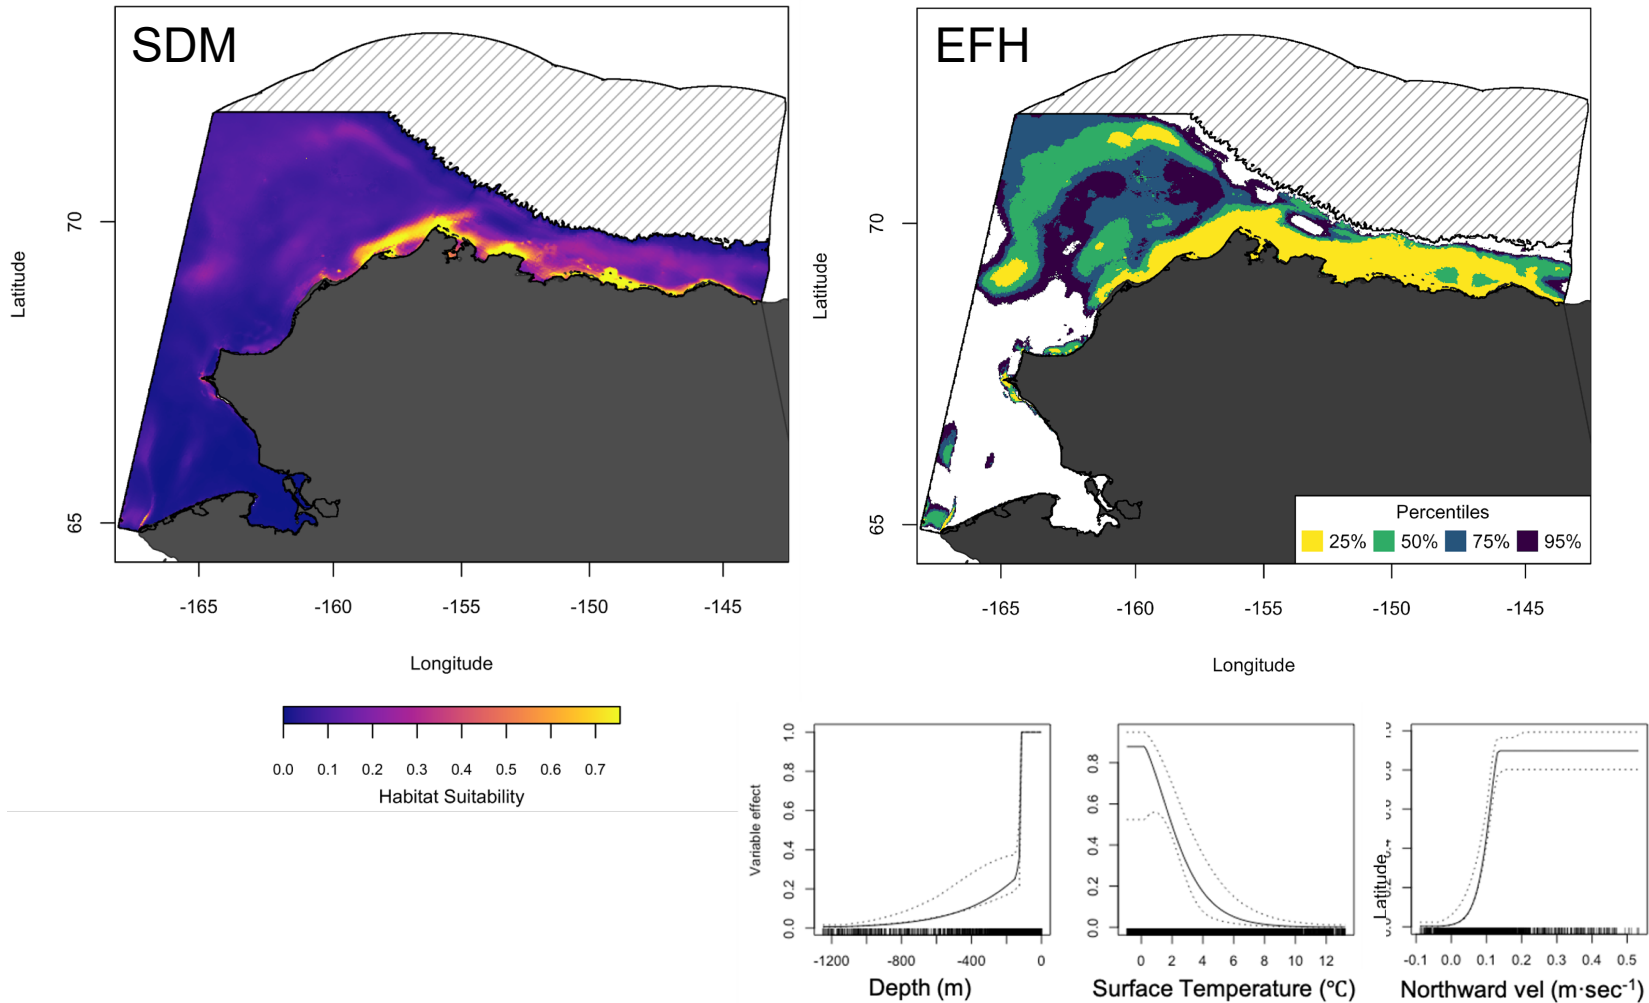 SDM
EFH
70
65
Latitude
-165 -160 -155 -150 -145
Longitude
70
65
Latitude
Percentiles
25% 50% 75% 95%
-165 -160 -155 -150 -145
Longitude
0.0 0.1 0.2 0.3 0.4 0.5 0.6 0.7
Habitat Suitability
Variable effect
1.0
0.8
0.6
0.4
0.2
0.0
-1200 -800 -400 0
Depth (m)
0.8
0.6
0.4
0.2
0.0
0 2 4 6 8 10 12
Surface Temperature (°C)
Latitude
-0.1 0.0 0.1 0.2 0.3 0.4 0.5
Northward vel (m·sec⁻¹)